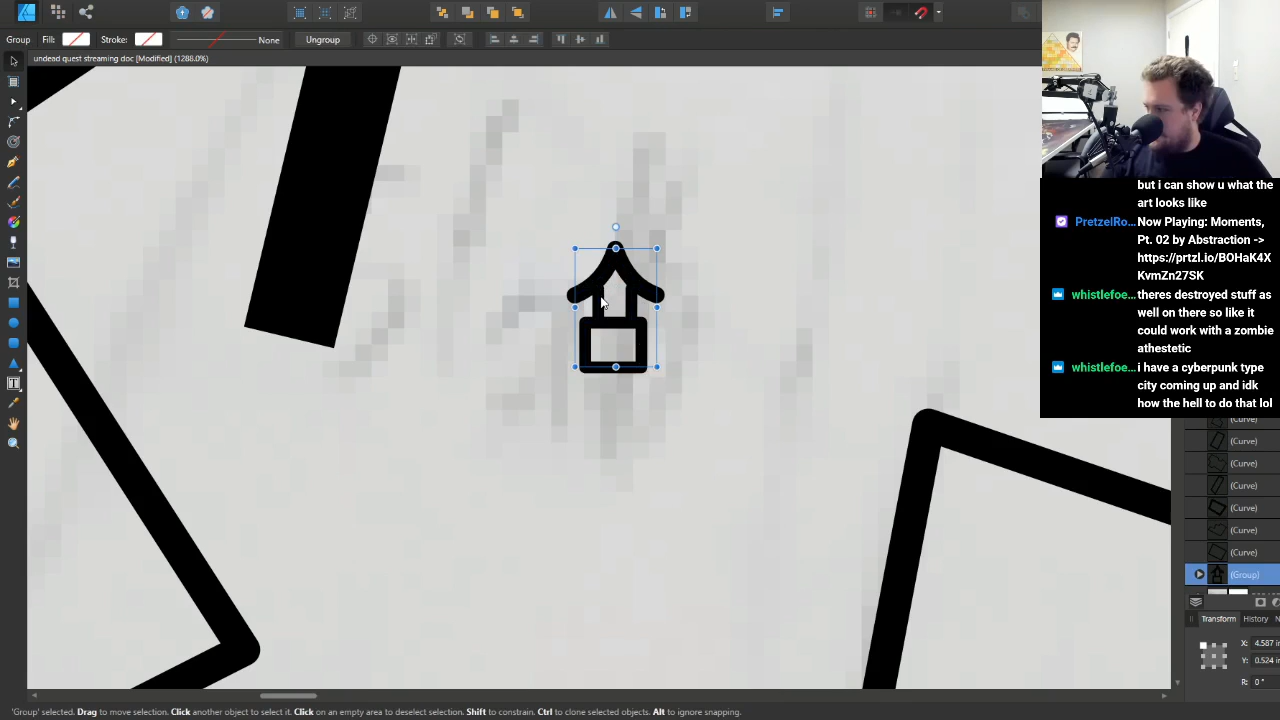 Group
Fill:
Stroke:
None
Ungroup
undead quest streaming doc [Modified] (1288.0%)
but i can show u what the
art looks like
PretzelRo... Now Playing: Moments,
Pt. 02 by Abstraction ->
https://prtzl.io/BOHaK4X
KvmZn27SK
whistlefoe... theres destroyed stuff as
well on there so like it
could work with a zombie
athestetic
whistlefoe... i have a cyberpunk type
city coming up and idk
how the hell to do that lol
(Curve)
(Curve)
(Curve)
(Curve)
(Curve)
(Curve)
(Curve)
(Group)
Transform History N
X: 4.587 in
Y: 0.524 in
R: 0°
'Group' selected. Drag to move selection. Click another object to select it. Click on an empty area to deselect selection. Shift to constrain. Ctrl to clone selected objects. Alt to ignore snapping.